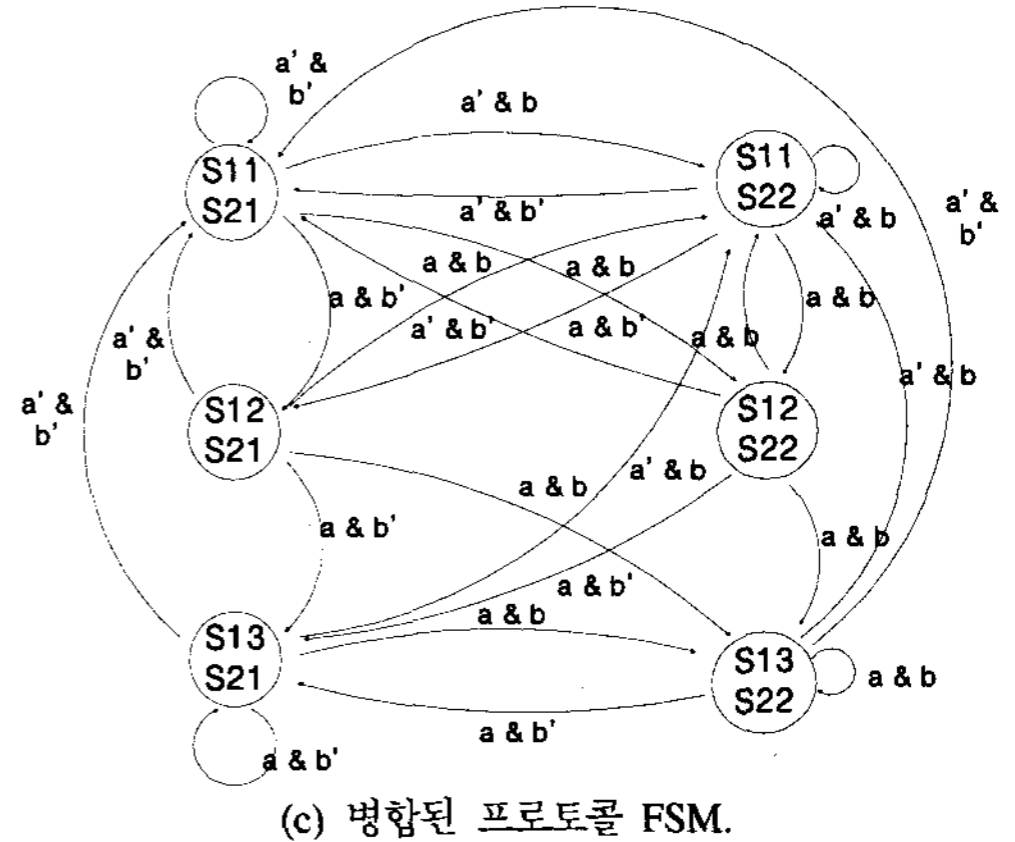 a' &
b'
a' & b
S11
S21
S11
S22
a' & b'
a' & b
a' &
b'
a & b
a & b
a & b'
a & b
a' & b'
a & b'
a & b
a' &
b'
a' & b
a' &
b'
S12
S21
S12
S22
a' & b
a & b
a & b'
a & b
a & b'
a & b
S13
S21
S13
S22
a & b
a & b'
a & b'
(c) 병합된 프로토콜 FSM.